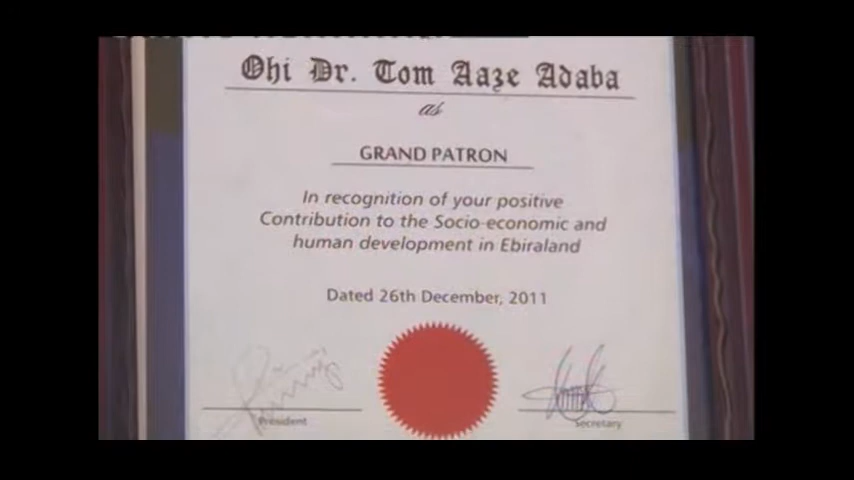 Ohi Dr. Tom Aaze Adaba
as
GRAND PATRON
In recognition of your positive
Contribution to the Socio-economic and
human development in Ebiraland
Dated 26th December, 2011
President Secretary